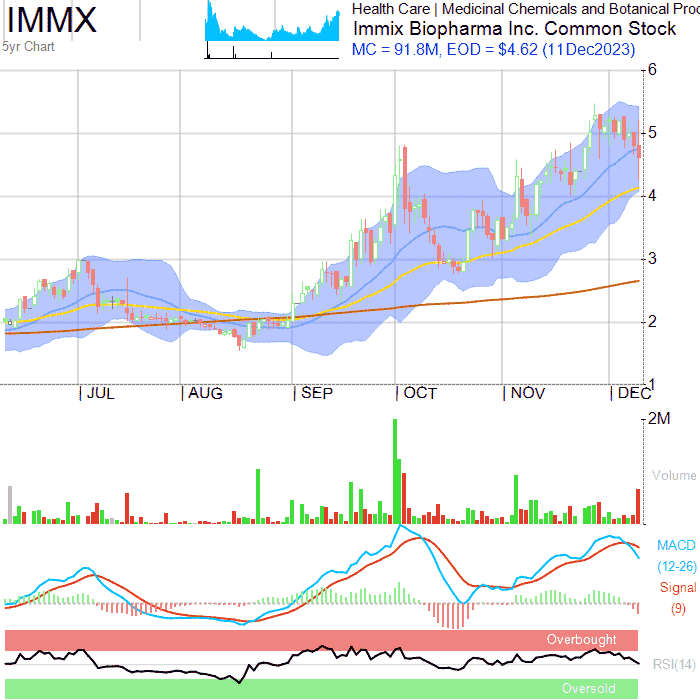 IMMX
5yr Chart
Health Care | Medicinal Chemicals and Botanical Pro
Immix Biopharma Inc. Common Stock
MC = 91.8M, EOD = $4.62 (11Dec2023)
6
5
4
3
2
1
JUL AUG SEP OCT NOV DEC
2M
Volume
MACD
(12-26)
Signal
(9)
Overbought
RSI(14)
Oversold